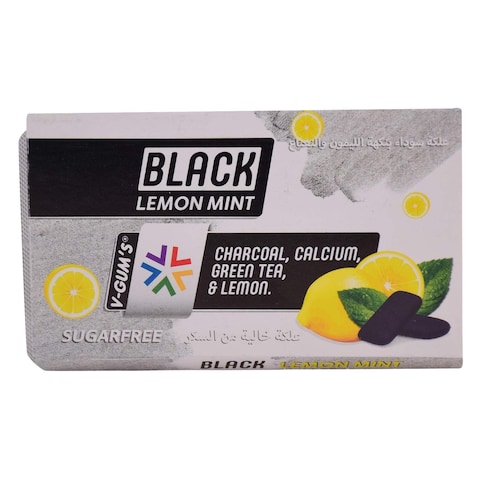 علكة سوداء بنكهة الليمون والنعناع
BLACK
LEMON MINT
V-GUM'S®
CHARCOAL, CALCIUM,
GREEN TEA,
& LEMON.
SUGARFREE
علكة خالية من السكر
BLACK LEMON MINT